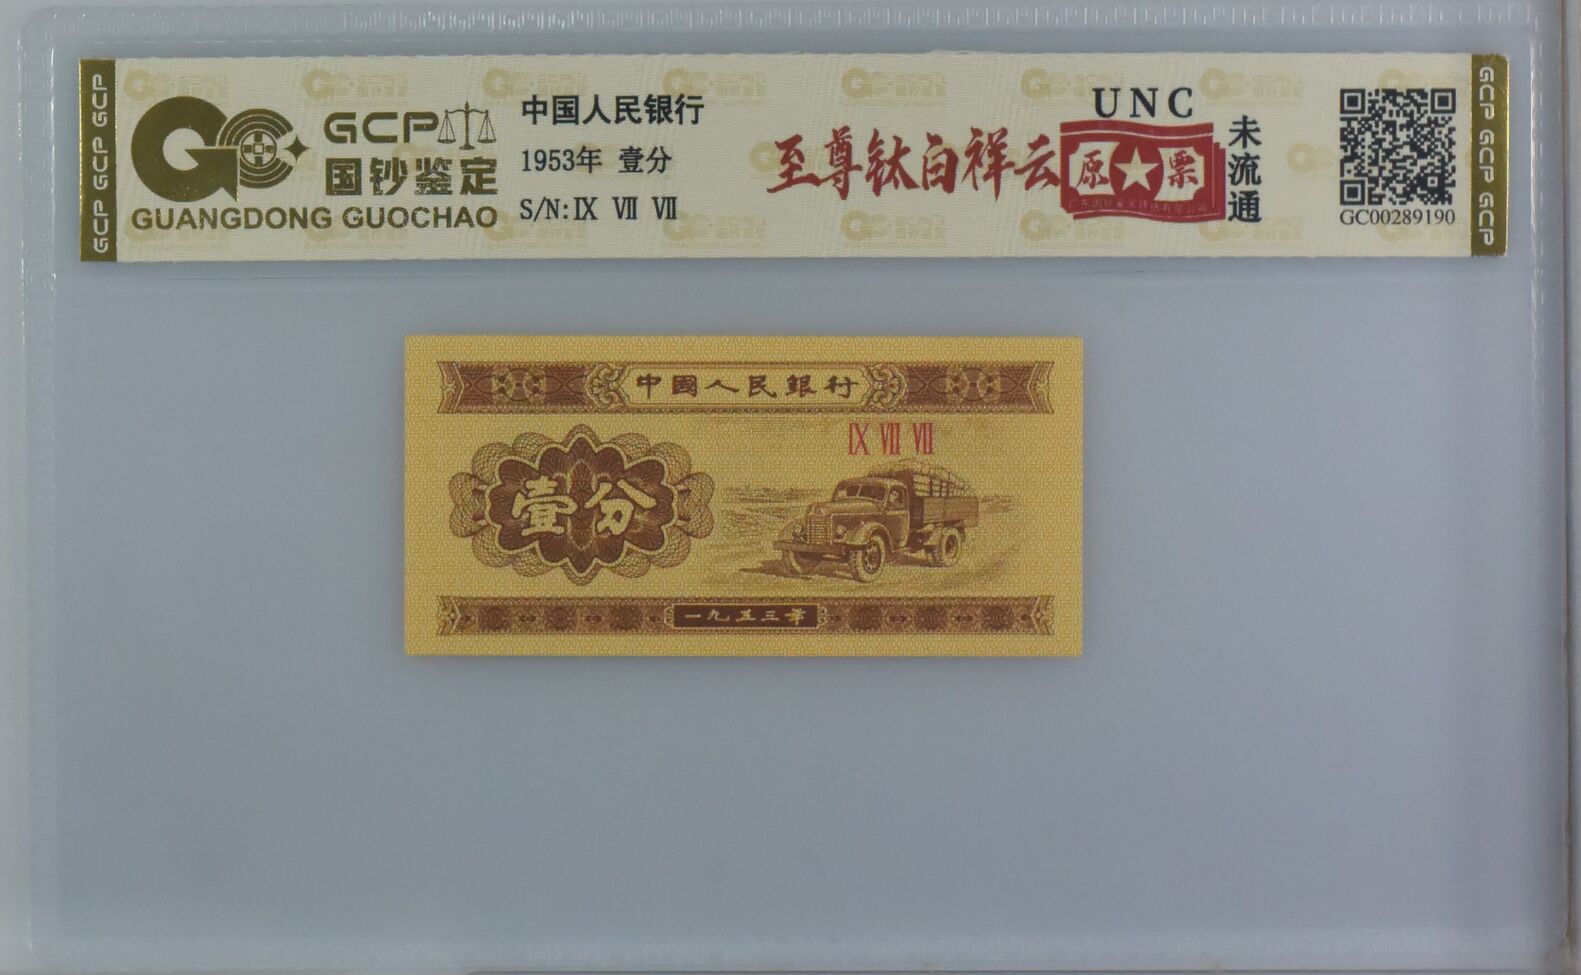 GCP GCP GCP
GCP
国钞鉴定
GUANGDONG GUOCHAO
中国人民银行
1953年 壹分
S/N:Ⅸ Ⅶ Ⅶ
至尊钛白祥云
UNC
原 票
未流通
GC00289190
GCP GCP GCP
中國人民銀行
Ⅸ Ⅶ Ⅶ
壹分
一九五三年